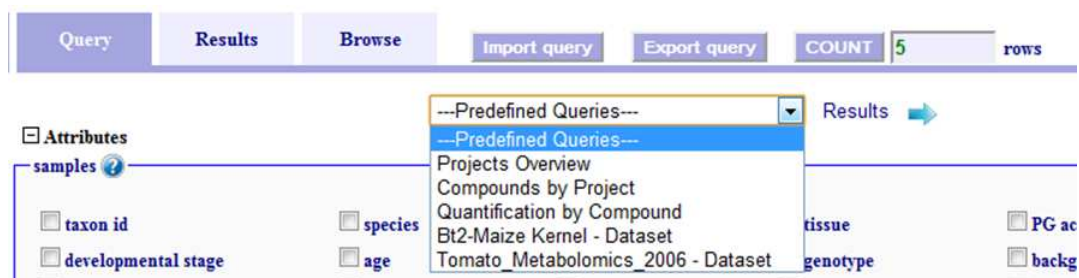 Query Results Browse Import query Export query COUNT 5 rows
---Predefined Queries--- Results
Attributes
---Predefined Queries---
samples
Projects Overview
Compounds by Project
Quantification by Compound
taxon id species tissue
Bt2-Maize Kernel - Dataset
developmental stage age Tomato_Metabolomics_2006 - Dataset genotype